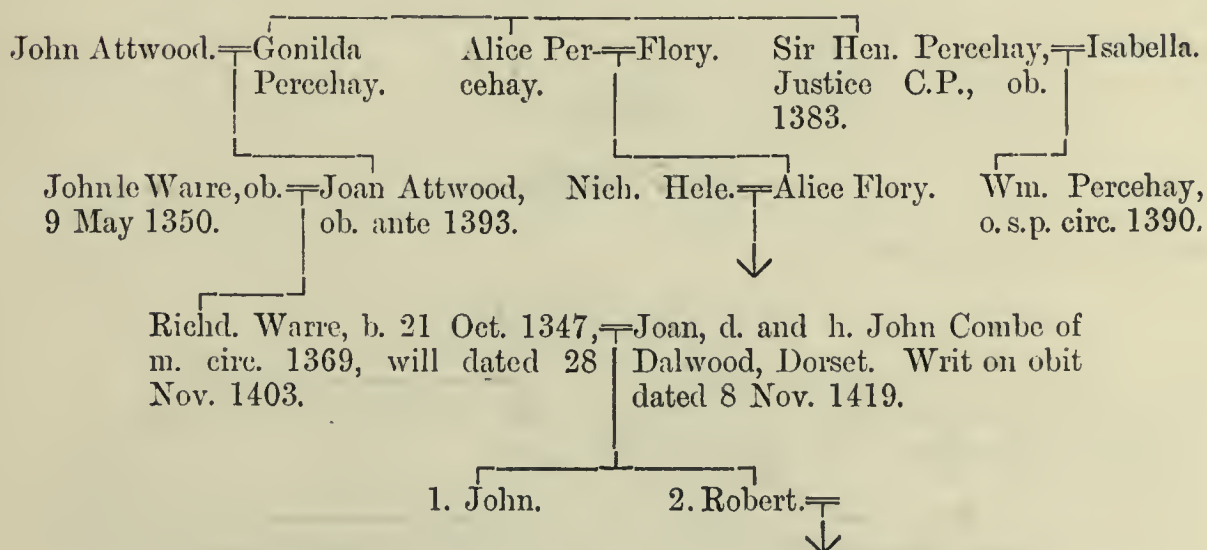 John Attwood. Gonilda Percehay.
Alice Percehay. Flory.
Sir Hen. Percehay, Justice C.P., ob. 1383. Isabella.
John le Warre, ob. 9 May 1350. Joan Attwood, ob. ante 1393.
Nich. Hele. Alice Flory.
Wm. Percehay, o.s.p. circ. 1390.
Richd. Warre, b. 21 Oct. 1347, m. circ. 1369, will dated 28 Nov. 1403.
Joan, d. and h. John Combe of Dalwood, Dorset. Writ on obit dated 8 Nov. 1419.
1. John. 2. Robert.